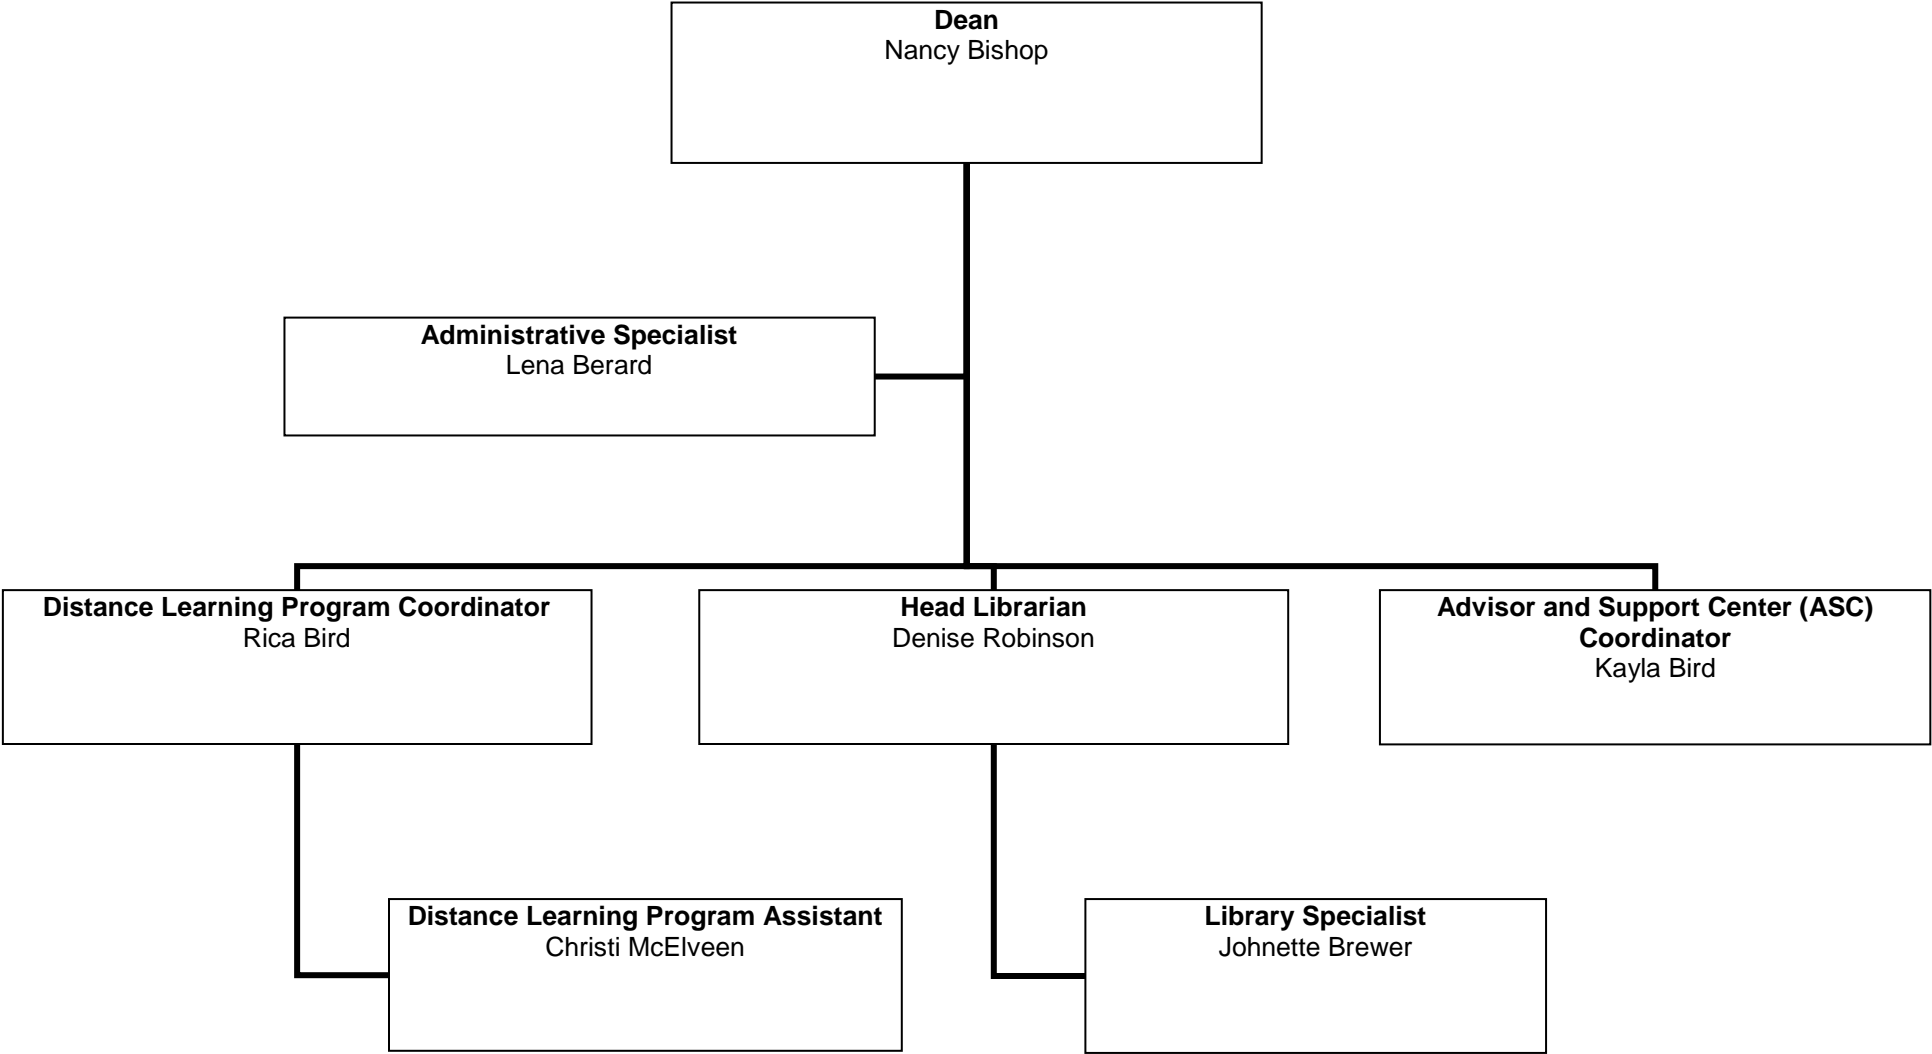 Dean
Nancy Bishop
Administrative Specialist
Lena Berard
Distance Learning Program Coordinator
Rica Bird
Head Librarian
Denise Robinson
Advisor and Support Center (ASC)
Coordinator
Kayla Bird
Distance Learning Program Assistant
Christi McElveen
Library Specialist
Johnette Brewer